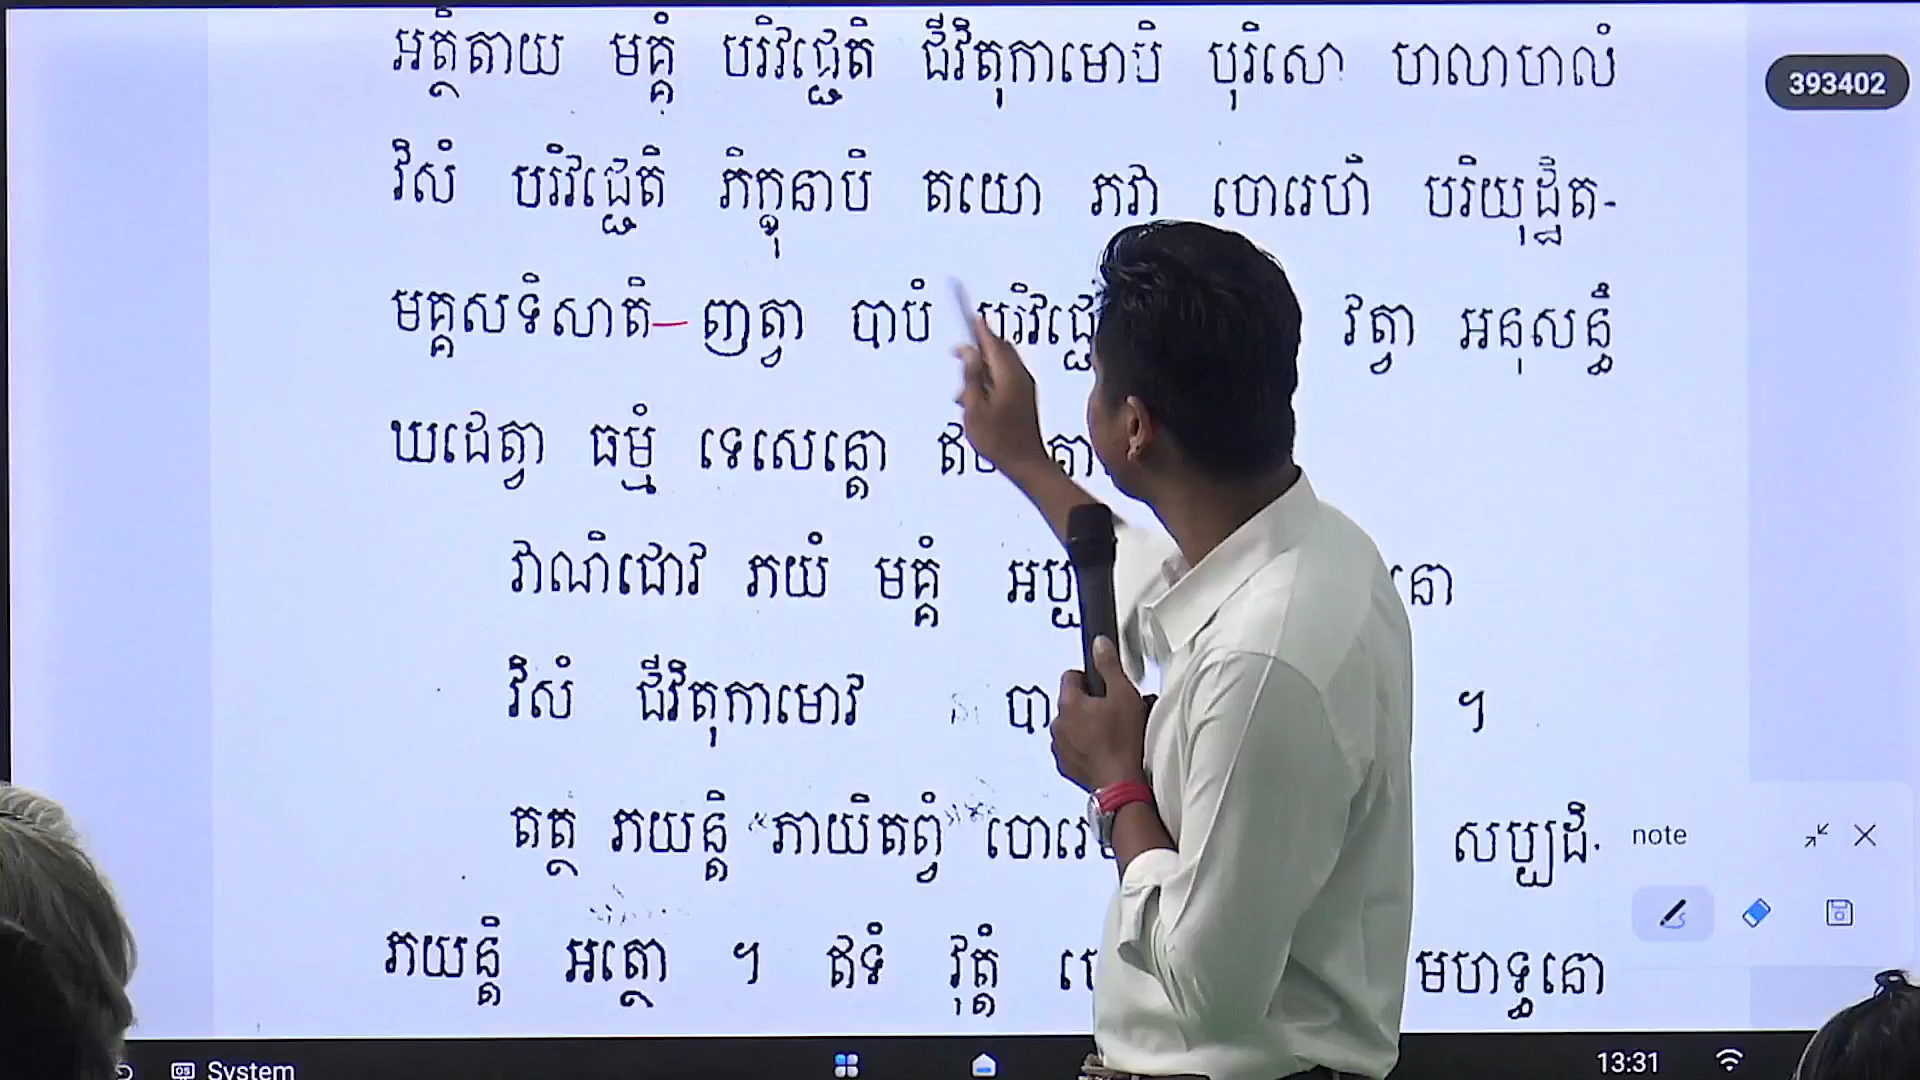 អត្ថិតាយ មគ្គំ បរិវជ្ជេតិ ជីវិតុកាមោបិ បុរិសោ ហលាហលំ
393402
វិសំ បរិវជ្ជេតិ ភិក្ខុនាបិ តយោ ភវា ចោរេហិ បរិយុដ្ឋិត-
មគ្គសទិសាតិ ញត្វា បាបំ វត្វា អនុសន្ធឹ
ឃដេត្វា ធម្មំ ទេសេន្តោ
វាណិជោវ ភយំ មគ្គំ
វិសំ ជីវិតុកាមោវ ។
តត្ថ ភយន្តិ ភាយិតព្វំ សប្បដិ-
note
ភយន្តិ អត្ថោ ។ ឥទំ វុត្តំ មហទ្ធនោ
System 13:31